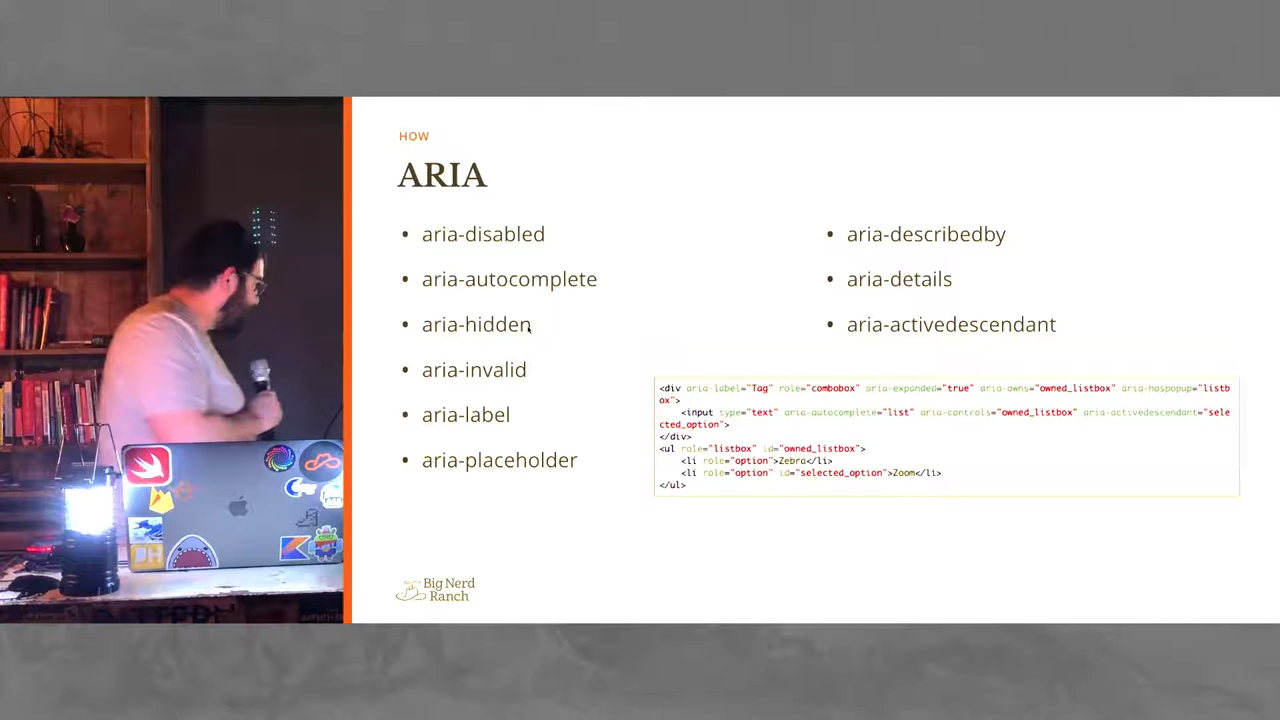 HOW
ARIA
• aria-disabled
• aria-autocomplete
• aria-hidden
• aria-invalid
• aria-label
• aria-placeholder
• aria-describedby
• aria-details
• aria-activedescendant
<div aria-label="Tag" role="combobox" aria-expanded="true" aria-owns="owned_listbox" aria-haspopup="listb
ox">
<input type="text" aria-autocomplete="list" aria-controls="owned_listbox" aria-activedescendant="sele
cted_option">
</div>
<ul role="listbox" id="owned_listbox">
<li role="option">Zebra</li>
<li role="option" id="selected_option">Zoom</li>
</ul>
Big Nerd
Ranch